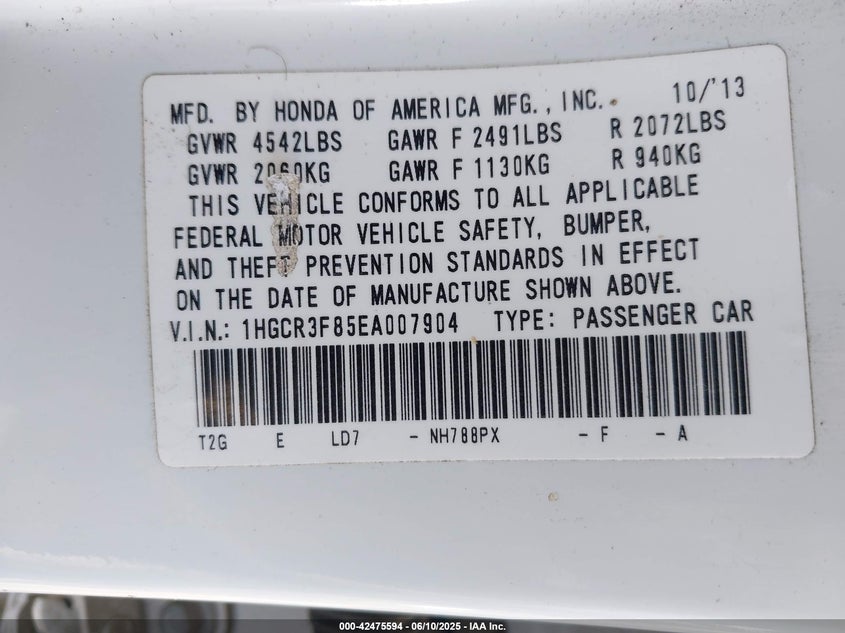 MFD. BY HONDA OF AMERICA MFG., INC. 10/'13
GVWR 4542LBS GAWR F 2491LBS R 2072LBS
GVWR 2060KG GAWR F 1130KG R 940KG
THIS VEHICLE CONFORMS TO ALL APPLICABLE
FEDERAL MOTOR VEHICLE SAFETY, BUMPER,
AND THEFT PREVENTION STANDARDS IN EFFECT
ON THE DATE OF MANUFACTURE SHOWN ABOVE.
V.I.N.: 1HGCR3F85EA007904 TYPE: PASSENGER CAR
T2G E LD7 - NH788PX - F - A
000-42475594 - 06/10/2025 - IAA Inc.